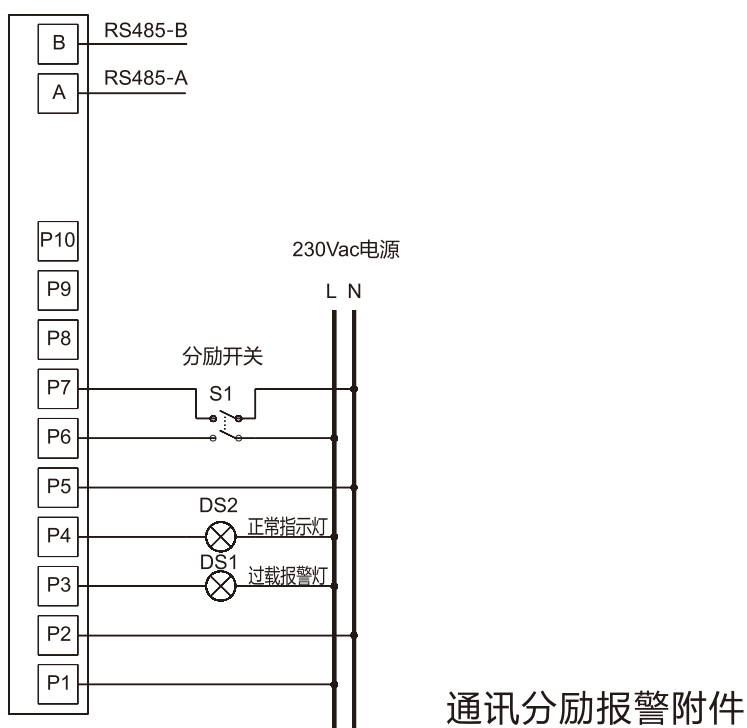 B RS485-B
A RS485-A
P10
230Vac电源
P9
L N
P8
分励开关
P7
S1
P6
P5
DS2
P4
正常指示灯
DS1
P3
过载报警灯
P2
P1
通讯分励报警附件